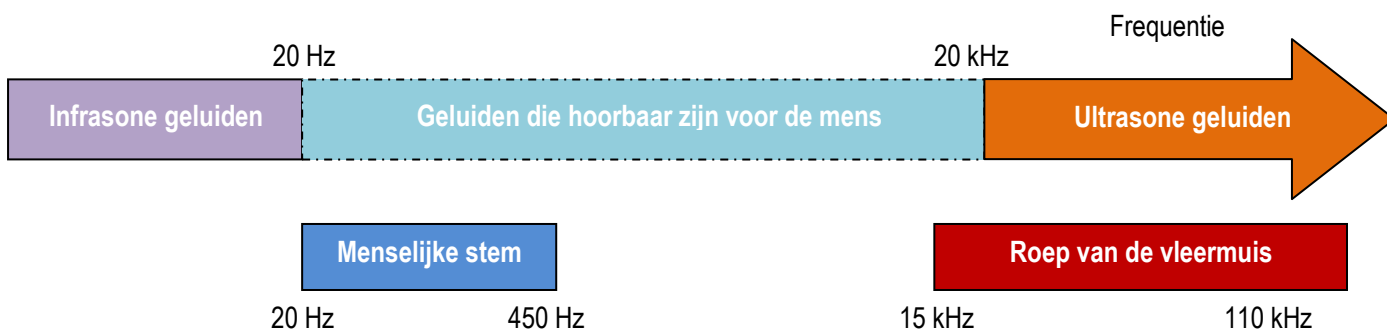 Frequentie
20 Hz
20 kHz
Infrasone geluiden
Geluiden die hoorbaar zijn voor de mens
Ultrasone geluiden
Menselijke stem
Roep van de vleermuis
20 Hz
450 Hz
15 kHz
110 kHz